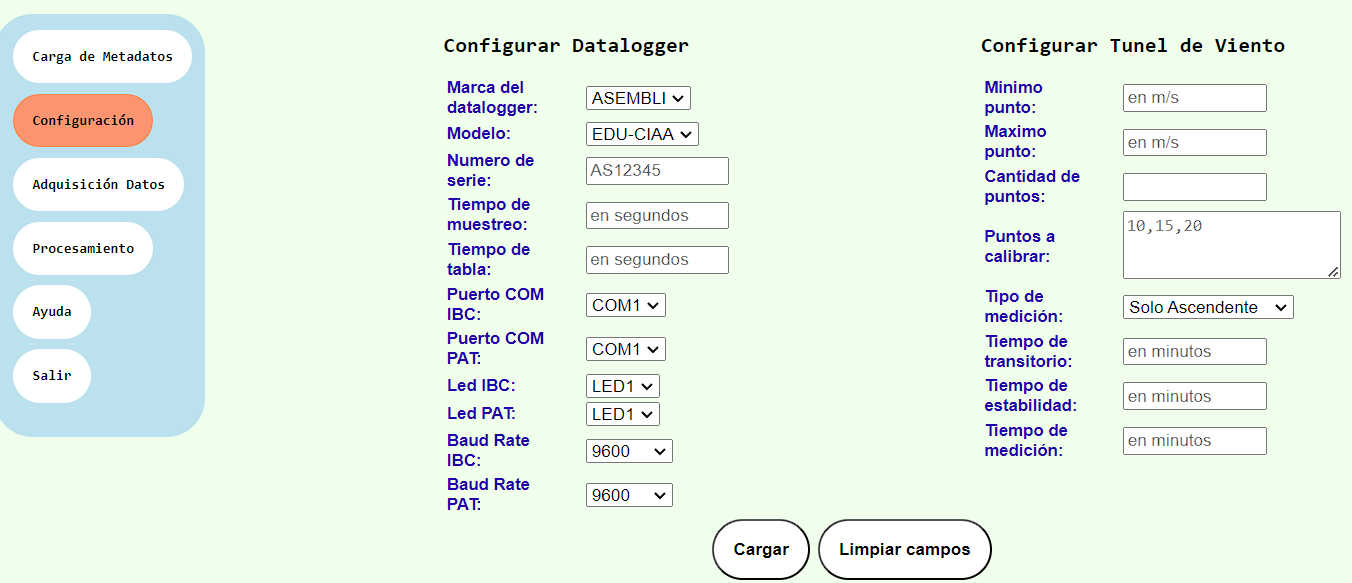 Carga de Metadatos
Configuración
Adquisición Datos
Procesamiento
Ayuda
Salir
Configurar Datalogger
Marca del
datalogger:
ASEMBLI
Modelo:
EDU-CIAA
Numero de
serie:
AS12345
Tiempo de
muestreo:
en segundos
Tiempo de
tabla:
en segundos
Puerto COM
IBC:
COM1
Puerto COM
PAT:
COM1
Led IBC:
LED1
Led PAT:
LED1
Baud Rate
IBC:
9600
Baud Rate
PAT:
9600
Configurar Tunel de Viento
Minimo
punto:
en m/s
Maximo
punto:
en m/s
Cantidad de
puntos:
Puntos a
calibrar:
10,15,20
Tipo de
medición:
Solo Ascendente
Tiempo de
transitorio:
en minutos
Tiempo de
estabilidad:
en minutos
Tiempo de
medición:
en minutos
Cargar
Limpiar campos